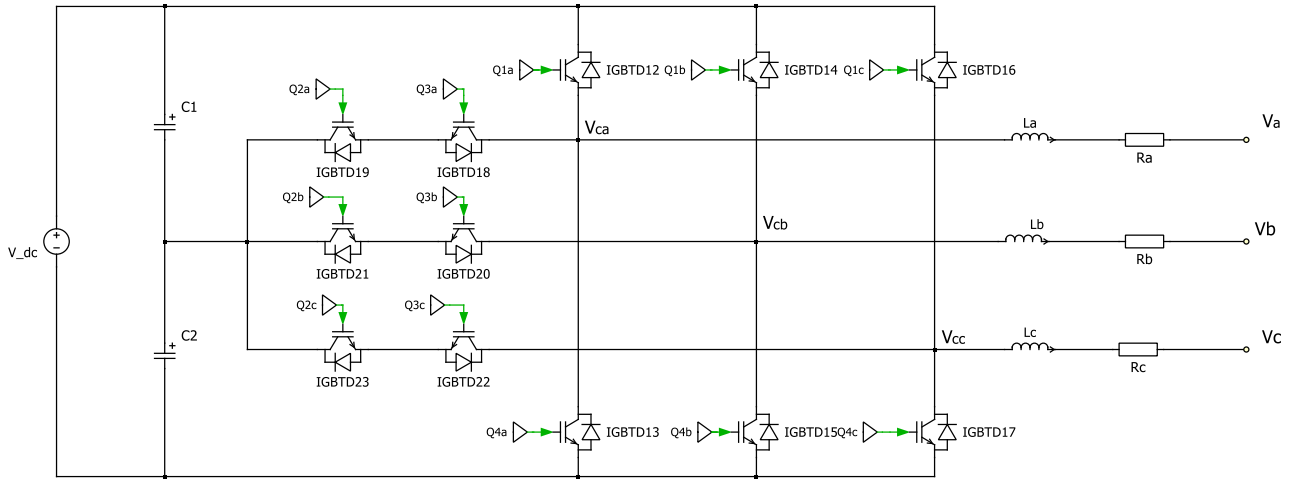 Q1a IGBTD12 Q1b IGBTD14 Q1c IGBTD16
Q2a Q3a
C1
Vca La Va
IGBTD19 IGBTD18 Ra
Q2b Q3b
Vcb Lb Vb
V_dc
IGBTD21 IGBTD20 Rb
Q2c Q3c
C2
Vcc Lc Vc
IGBTD23 IGBTD22 Rc
Q4a IGBTD13 Q4b IGBTD15 Q4c IGBTD17